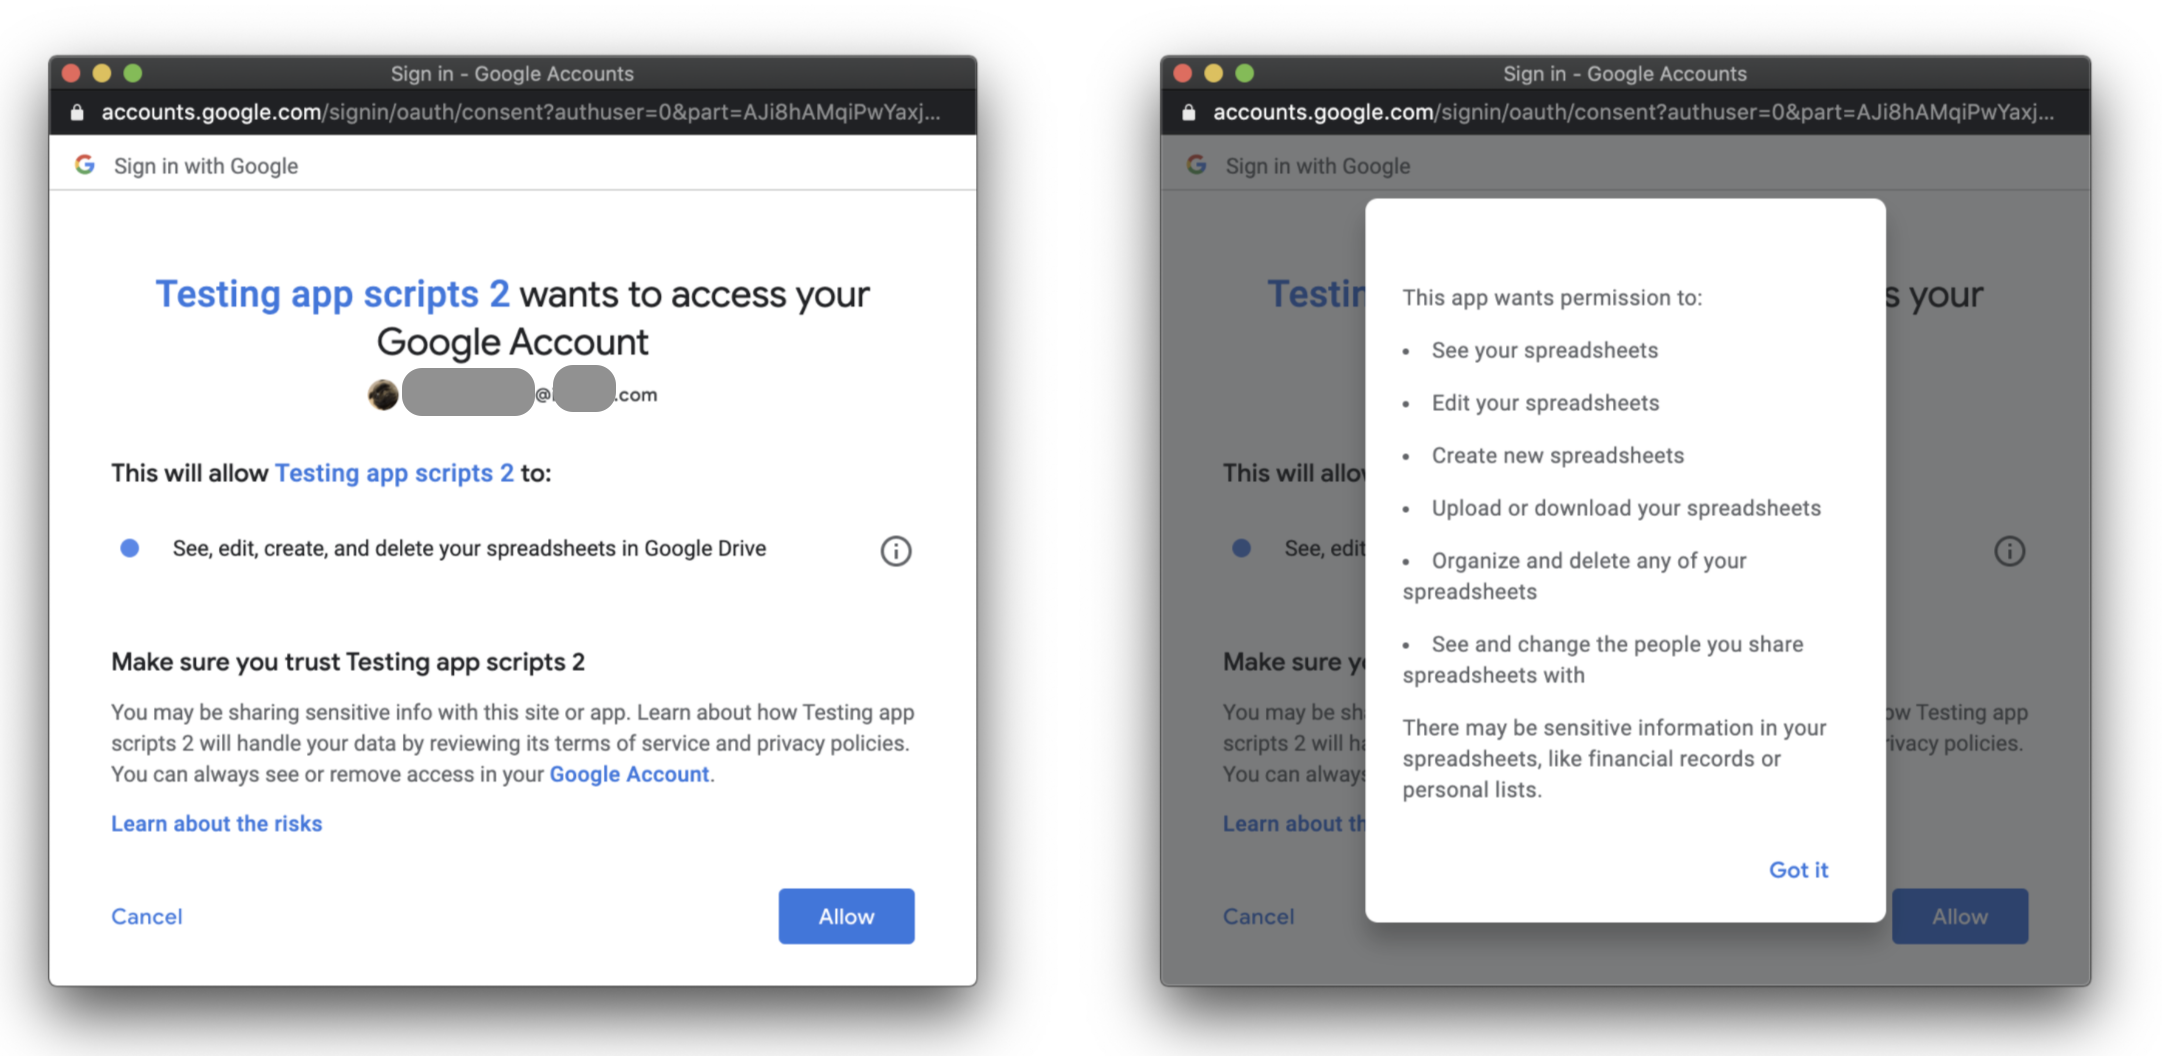 Sign in - Google Accounts
accounts.google.com/signin/oauth/consent?authuser=0&part=AJi8hAMqiPwYaxj...
Sign in with Google
Testing app scripts 2 wants to access your
Google Account
@ .com
This will allow Testing app scripts 2 to:
See, edit, create, and delete your spreadsheets in Google Drive
Make sure you trust Testing app scripts 2
You may be sharing sensitive info with this site or app. Learn about how Testing app
scripts 2 will handle your data by reviewing its terms of service and privacy policies.
You can always see or remove access in your Google Account.
Learn about the risks
Cancel
Allow
Sign in - Google Accounts
accounts.google.com/signin/oauth/consent?authuser=0&part=AJi8hAMqiPwYaxj...
Sign in with Google
Testin
s your
This will allow
See, edit
Make sure yo
You may be sh
ow Testing app
scripts 2 will ha
rivacy policies.
You can always
Learn about th
Cancel
Allow
This app wants permission to:
• See your spreadsheets
• Edit your spreadsheets
• Create new spreadsheets
• Upload or download your spreadsheets
• Organize and delete any of your
spreadsheets
• See and change the people you share
spreadsheets with
There may be sensitive information in your
spreadsheets, like financial records or
personal lists.
Got it